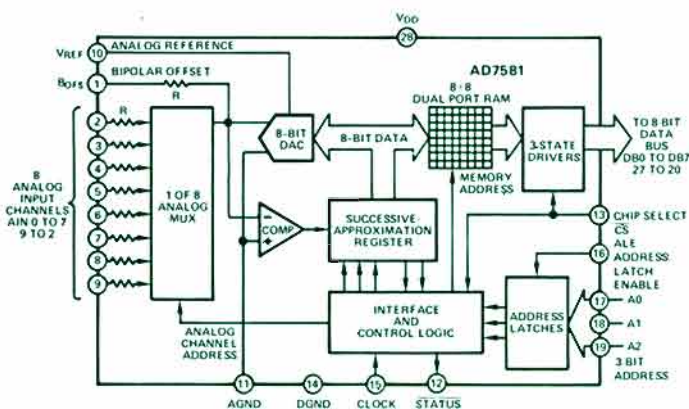 VDD
28
VREF
10
ANALOG REFERENCE
AD7581
BOFS
1
BIPOLAR OFFSET
R
8 × 8
DUAL PORT RAM
2
R
3
4
5
6
7
8
9
8
ANALOG
INPUT
CHANNELS
AIN 0 TO 7
9 TO 2
1 OF 8
ANALOG
MUX
8-BIT
DAC
8-BIT DATA
MEMORY
ADDRESS
3-STATE
DRIVERS
TO 8 BIT
DATA
BUS
DB0 TO DB7
27 TO 20
−
+
COMP
SUCCESSIVE-
APPROXIMATION
REGISTER
13
CHIP SELECT
CS
16
ALE
ADDRESS
LATCH
ENABLE
ANALOG
CHANNEL
ADDRESS
INTERFACE
AND
CONTROL LOGIC
ADDRESS
LATCHES
17
A0
18
A1
19
A2
3 BIT
ADDRESS
11
14
15
12
AGND
DGND
CLOCK
STATUS